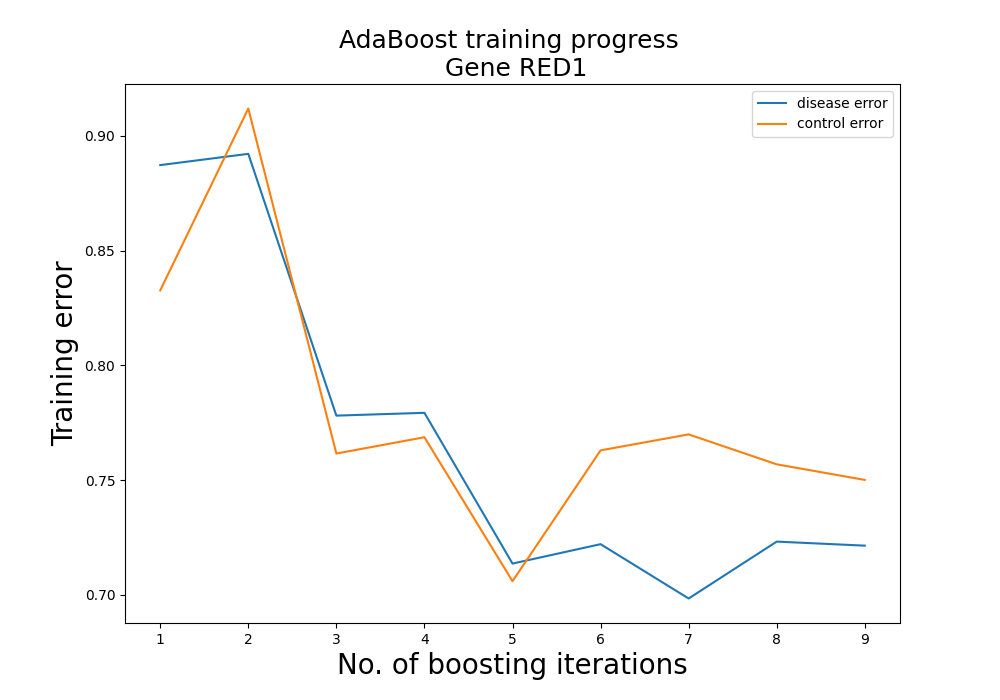 AdaBoost training progress
Gene RED1
disease error
control error
Training error
0.90
0.85
0.80
0.75
0.70
1 2 3 4 5 6 7 8 9
No. of boosting iterations